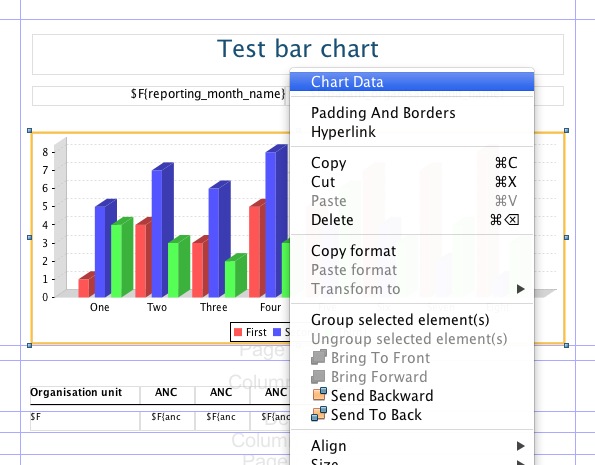 Test bar chart
$F{reporting_month_name}
Chart Data
Padding And Borders
Hyperlink
Copy ⌘C
Cut ⌘X
Paste ⌘V
Delete ⌘⌫
Copy format
Paste format
Transform to
Group selected element(s)
Ungroup selected element(s)
Bring To Front
Bring Forward
Send Backward
Send To Back
Align
Size
8
7
6
5
4
3
2
1
0
One Two Three Four
First S
Page
Column
Organisation unit ANC ANC ANC
$F $F{anc $F{anc $F{anc
Column
Page